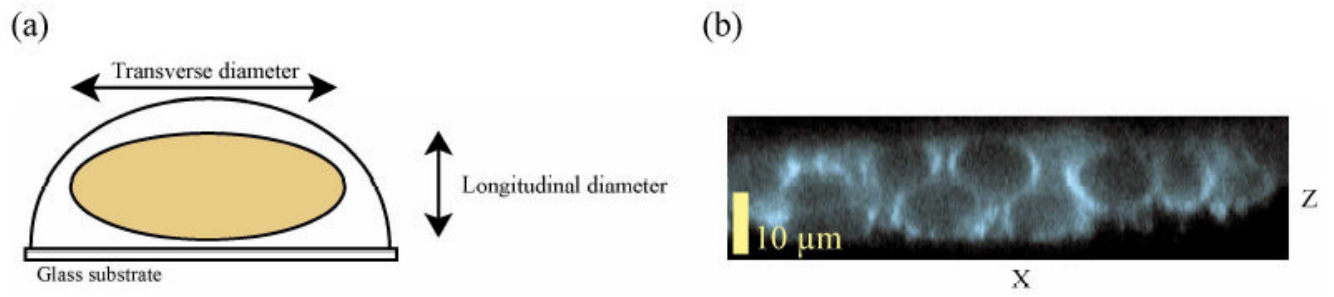 (a)
Transverse diameter
Longitudinal diameter
Glass substrate
(b)
10 µm
Z
X